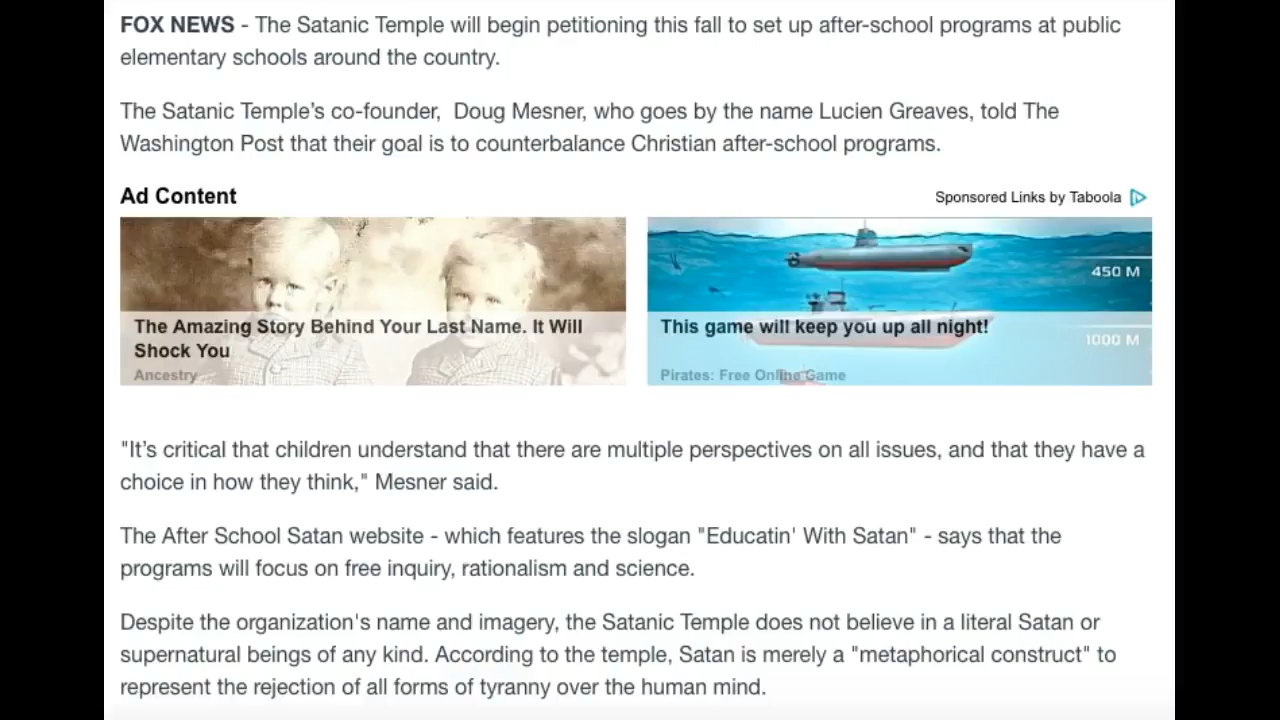 FOX NEWS - The Satanic Temple will begin petitioning this fall to set up after-school programs at public
elementary schools around the country.
The Satanic Temple's co-founder,  Doug Mesner, who goes by the name Lucien Greaves, told The
Washington Post that their goal is to counterbalance Christian after-school programs.
Ad Content
Sponsored Links by Taboola
The Amazing Story Behind Your Last Name. It Will
Shock You
Ancestry
450 M
This game will keep you up all night!
1000 M
Pirates: Free Online Game
"It's critical that children understand that there are multiple perspectives on all issues, and that they have a
choice in how they think," Mesner said.
The After School Satan website - which features the slogan "Educatin' With Satan" - says that the
programs will focus on free inquiry, rationalism and science.
Despite the organization's name and imagery, the Satanic Temple does not believe in a literal Satan or
supernatural beings of any kind. According to the temple, Satan is merely a "metaphorical construct" to
represent the rejection of all forms of tyranny over the human mind.